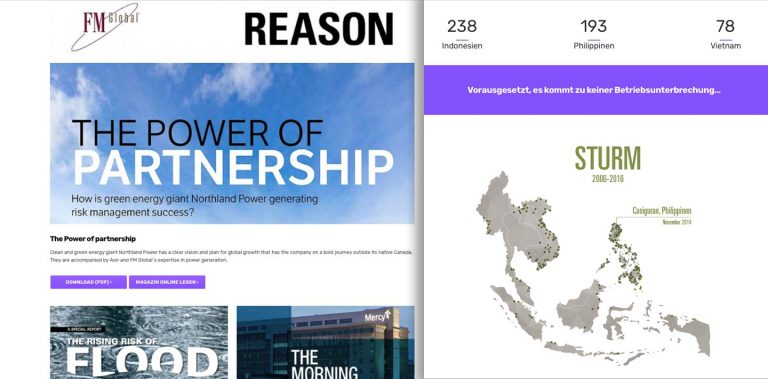 FM Global
REASON
THE POWER OF
PARTNERSHIP
How is green energy giant Northland Power generating
risk management success?
The Power of partnership
Clean and green energy giant Northland Power has a clear vision and plan for global growth that has the company on a bold journey outside its native Canada.
They are accompanied by Aon and FM Global's expertise in power generation.
DOWNLOAD (PDF) ›
MAGAZIN ONLINE LESEN ›
A SPECIAL REPORT
THE RISING RISK OF
FLOOD
Mercy
THE
MORNING
238
193
78
Indonesien
Philippinen
Vietnam
Vorausgesetzt, es kommt zu keiner Betriebsunterbrechung...
STURM
2006-2016
Casiguran, Philippinen
November 2014